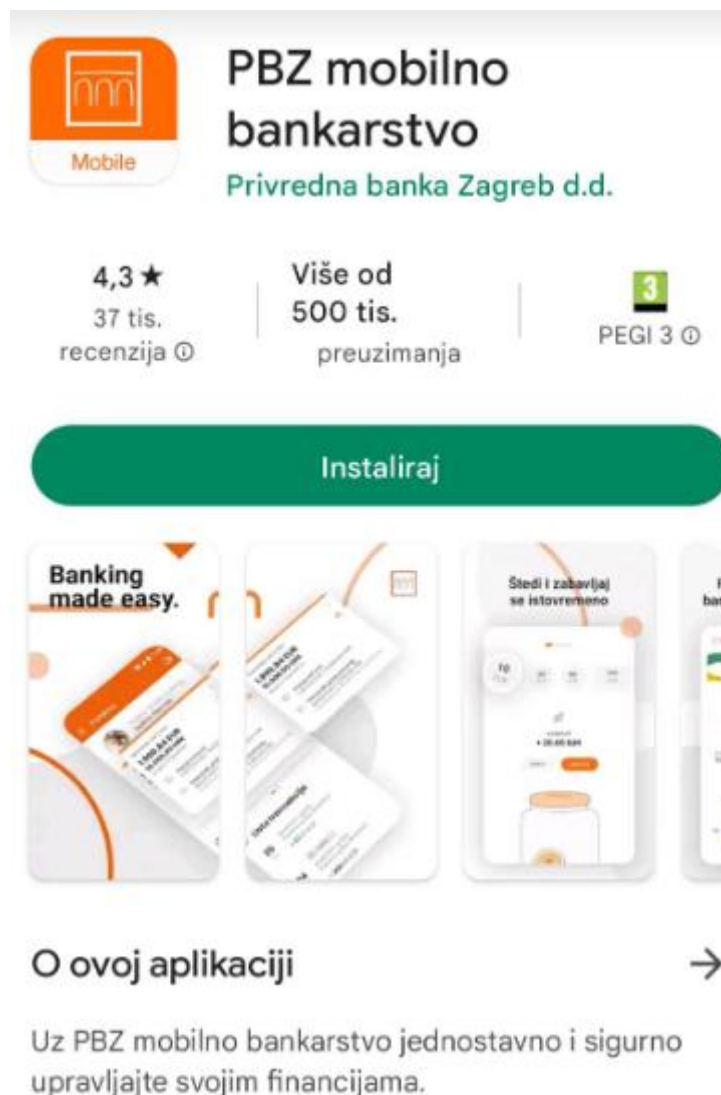 PBZ mobilno
bankarstvo
Mobile
Privredna banka Zagreb d.d.
4,3 ★
37 tis.
recenzija
Više od
500 tis.
preuzimanja
3
PEGI 3
Instaliraj
Banking
made easy.
Lista transakcija
Štedi i zabavljaj
se istovremeno
O ovoj aplikaciji
Uz PBZ mobilno bankarstvo jednostavno i sigurno
upravljajte svojim financijama.